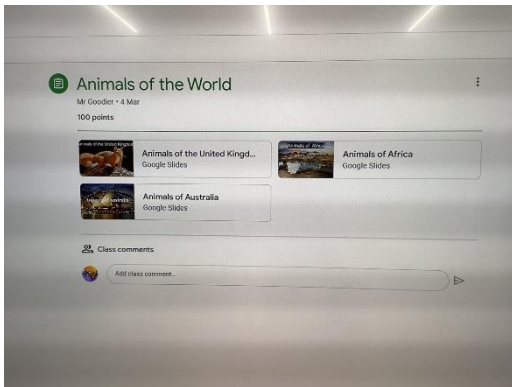 Animals of the World
Mr Goodier • 4 Mar
100 points
Animals of the United Kingd...
Google Slides
Animals of Africa
Google Slides
Animals of Australia
Google Slides
Class comments
Add class comment...